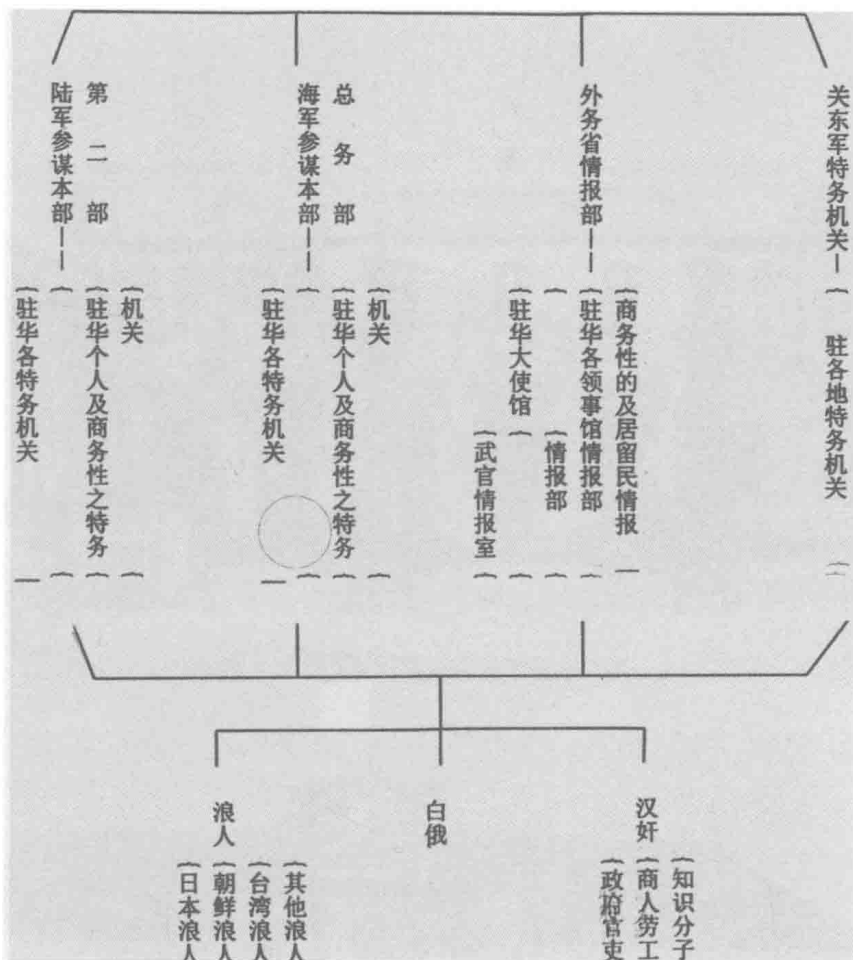 关东军特务机关—
驻各地特务机关
外务省情报部——
商务性的及居留民情报
驻华各领事馆情报部
驻华大使馆
情报部
武官情报室
总务部
海军参谋本部——
机关
驻华个人及商务性之特务
驻华各特务机关
第二部
陆军参谋本部——
机关
驻华个人及商务性之特务
驻华各特务机关
汉奸
知识分子
商人劳工
政府官吏
白俄
浪人
其他浪人
台湾浪人
朝鲜浪人
日本浪人